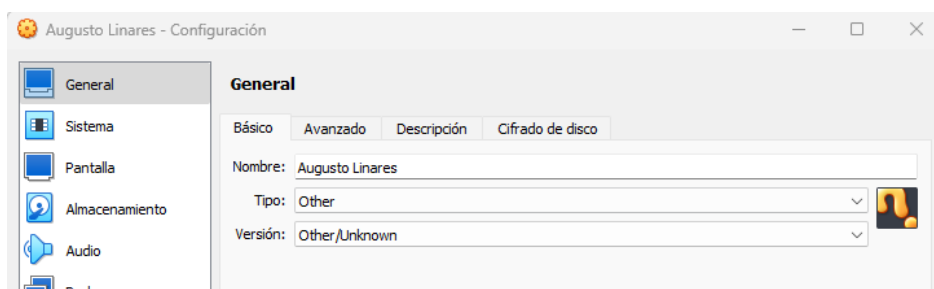 Augusto Linares - Configuración
General
Sistema
Pantalla
Almacenamiento
Audio
General
Básico Avanzado Descripción Cifrado de disco
Nombre: Augusto Linares
Tipo: Other
Versión: Other/Unknown